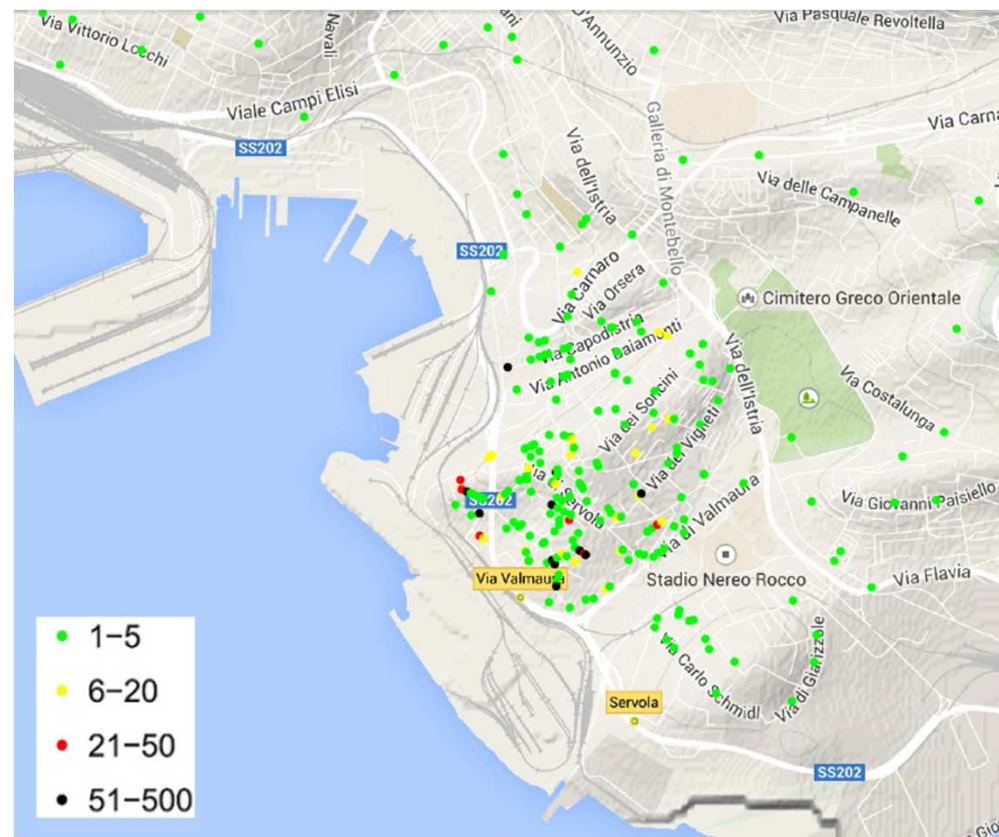 Via Vittorio Locchi
Navali
ani
D'Annunzio
Via Pasquale Revoltella
Viale Campi Elisi
SS202
Galleria di Montebello
Via Carna
Via dell'Istria
Via delle Campanelle
SS202
Via Carnaro
Via Orsera
Cimitero Greco Orientale
Via Capodistria
Via Antonio Baiamonti
Via dell'Istria
Via Costalunga
Via dei Soncini
Via dei Vigneti
Via di Servola
SS202
Via di Valmaura
Via Giovanni Paisiello
Stadio Nereo Rocco
Via Flavia
Via Valmaura
Via Carlo Schmidl
Via di Giarizzole
Servola
SS202
Via Gio
1–5
6–20
21–50
51–500